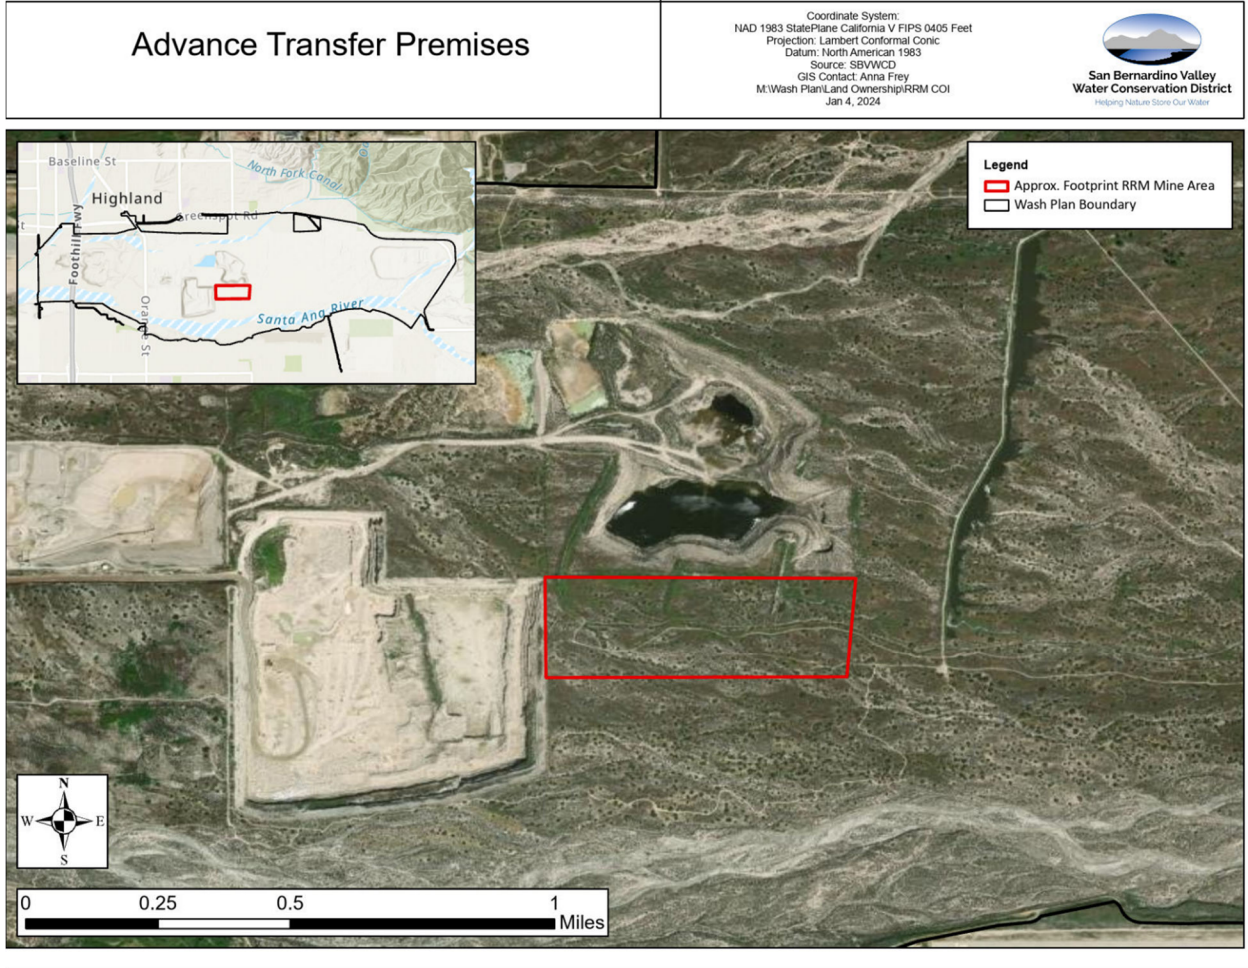 Advance Transfer Premises
Coordinate System:
NAD 1983 StatePlane California V FIPS 0405 Feet
Projection: Lambert Conformal Conic
Datum: North American 1983
Source: SBVWCD
GIS Contact: Anna Frey
M:\Wash Plan\Land Ownership\RRM COI
Jan 4, 2024
San Bernardino Valley
Water Conservation District
Helping Nature Store Our Water
Baseline St
North Fork Canal
Highland
Greenspot Rd
Foothill Fwy
Orange St
Santa Ana River
Legend
Approx. Footprint RRM Mine Area
Wash Plan Boundary
N
W E
S
0 0.25 0.5 1
Miles